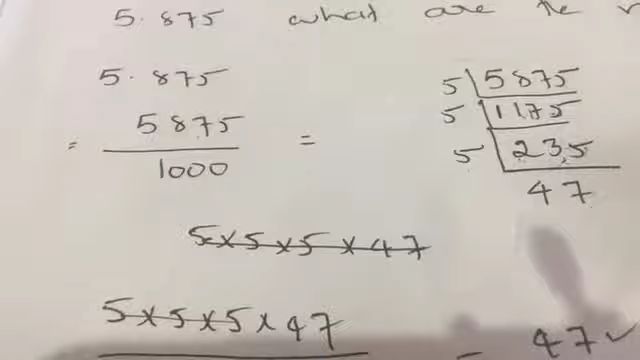 5.875 what are the
5.875
= 5875/1000 =
5 | 5875
5 | 1175
5 | 235
47
5×5×5×47
5×5×5×47 = 47